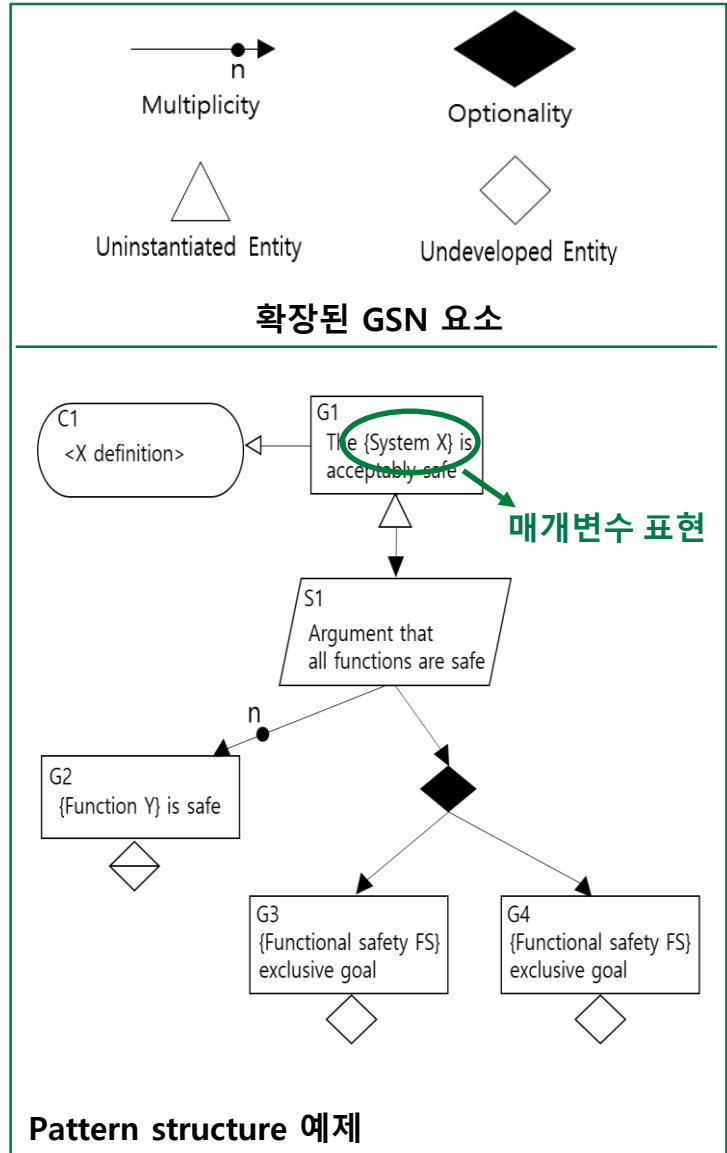 n
Multiplicity
Optionality
Uninstantiated Entity
Undeveloped Entity
확장된 GSN 요소
C1
<X definition>
G1
The {System X} is
acceptably safe
매개변수 표현
S1
Argument that
all functions are safe
n
G2
{Function Y} is safe
G3
{Functional safety FS}
exclusive goal
G4
{Functional safety FS}
exclusive goal
Pattern structure 예제